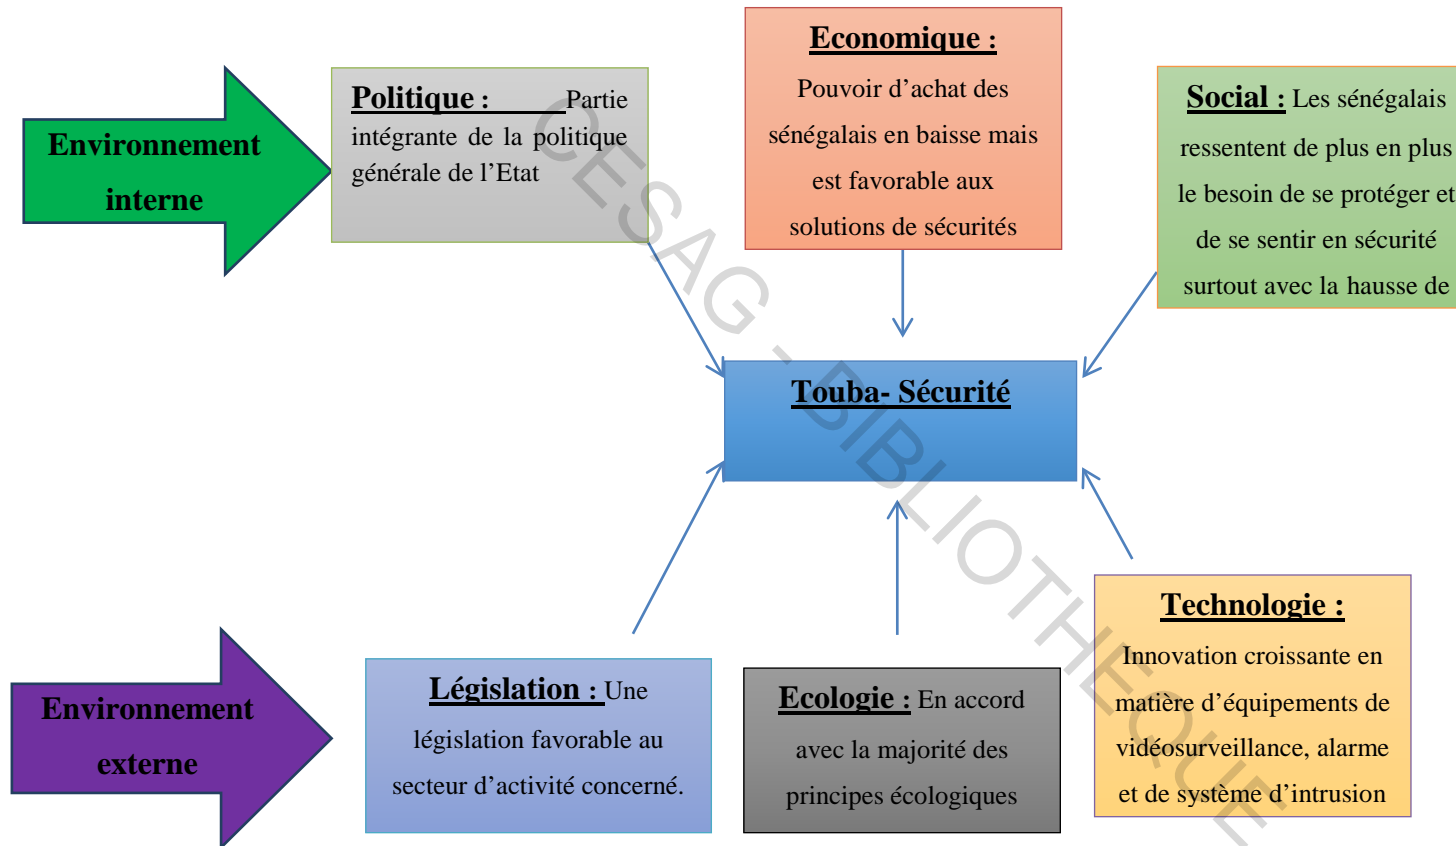 Environnement
interne
Politique : Partie
intégrante de la politique
générale de l’Etat
Economique :
Pouvoir d’achat des
sénégalais en baisse mais
est favorable aux
solutions de sécurités
Social : Les sénégalais
ressentent de plus en plus
le besoin de se protéger et
de se sentir en sécurité
surtout avec la hausse de
Touba- Sécurité
Environnement
externe
Législation : Une
législation favorable au
secteur d’activité concerné.
Ecologie : En accord
avec la majorité des
principes écologiques
Technologie :
Innovation croissante en
matière d’équipements de
vidéosurveillance, alarme
et de système d’intrusion
CESAG - BIBLIOTHEQUE